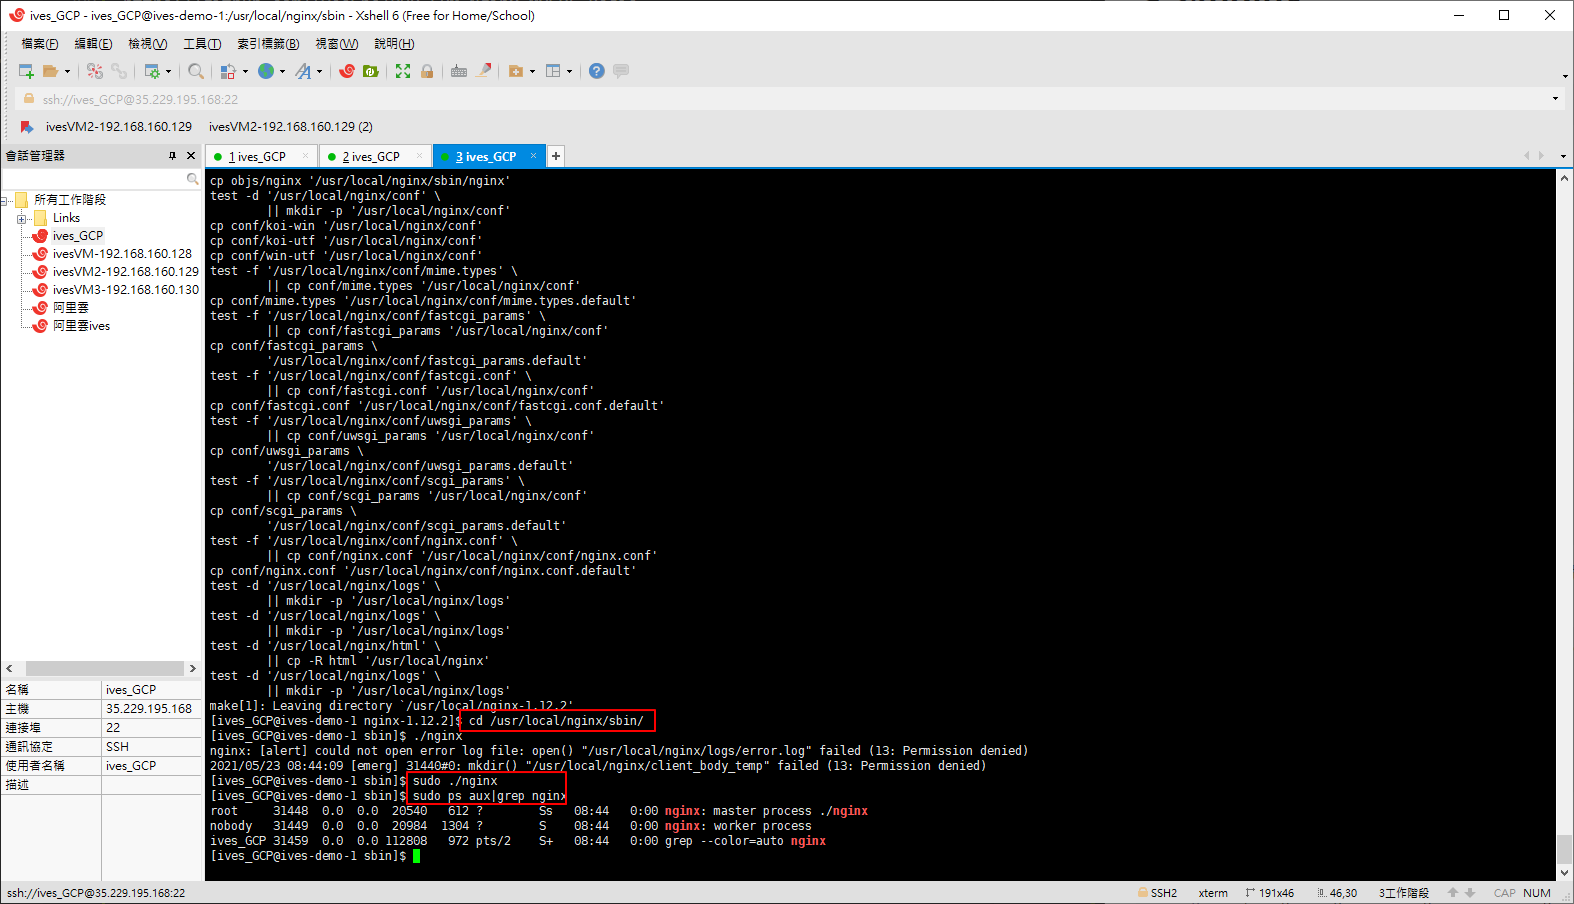 ives_GCP - ives_GCP@ives-demo-1:/usr/local/nginx/sbin - Xshell 6 (Free for Home/School)
檔案(F) 編輯(E) 檢視(V) 工具(T) 索引標籤(B) 視窗(W) 說明(H)
ssh://ives_GCP@35.229.195.168:22
ivesVM2-192.168.160.129 ivesVM2-192.168.160.129 (2)
會話管理器
1 ives_GCP 2 ives_GCP 3 ives_GCP
所有工作階段
Links
ives_GCP
ivesVM-192.168.160.128
ivesVM2-192.168.160.129
ivesVM3-192.168.160.130
阿里雲
阿里雲ives
名稱 ives_GCP
主機 35.229.195.168
連接埠 22
通訊協定 SSH
使用者名稱 ives_GCP
描述
cp objs/nginx '/usr/local/nginx/sbin/nginx'
test -d '/usr/local/nginx/conf' \
|| mkdir -p '/usr/local/nginx/conf'
cp conf/koi-win '/usr/local/nginx/conf'
cp conf/koi-utf '/usr/local/nginx/conf'
cp conf/win-utf '/usr/local/nginx/conf'
test -f '/usr/local/nginx/conf/mime.types' \
|| cp conf/mime.types '/usr/local/nginx/conf'
cp conf/mime.types '/usr/local/nginx/conf/mime.types.default'
test -f '/usr/local/nginx/conf/fastcgi_params' \
|| cp conf/fastcgi_params '/usr/local/nginx/conf'
cp conf/fastcgi_params \
'/usr/local/nginx/conf/fastcgi_params.default'
test -f '/usr/local/nginx/conf/fastcgi.conf' \
|| cp conf/fastcgi.conf '/usr/local/nginx/conf'
cp conf/fastcgi.conf '/usr/local/nginx/conf/fastcgi.conf.default'
test -f '/usr/local/nginx/conf/uwsgi_params' \
|| cp conf/uwsgi_params '/usr/local/nginx/conf'
cp conf/uwsgi_params \
'/usr/local/nginx/conf/uwsgi_params.default'
test -f '/usr/local/nginx/conf/scgi_params' \
|| cp conf/scgi_params '/usr/local/nginx/conf'
cp conf/scgi_params \
'/usr/local/nginx/conf/scgi_params.default'
test -f '/usr/local/nginx/conf/nginx.conf' \
|| cp conf/nginx.conf '/usr/local/nginx/conf/nginx.conf'
cp conf/nginx.conf '/usr/local/nginx/conf/nginx.conf.default'
test -d '/usr/local/nginx/logs' \
|| mkdir -p '/usr/local/nginx/logs'
test -d '/usr/local/nginx/logs' \
|| mkdir -p '/usr/local/nginx/logs'
test -d '/usr/local/nginx/html' \
|| cp -R html '/usr/local/nginx'
test -d '/usr/local/nginx/logs' \
|| mkdir -p '/usr/local/nginx/logs'
make[1]: Leaving directory `/usr/local/nginx-1.12.2'
[ives_GCP@ives-demo-1 nginx-1.12.2]$ cd /usr/local/nginx/sbin/
[ives_GCP@ives-demo-1 sbin]$ ./nginx
nginx: [alert] could not open error log file: open() "/usr/local/nginx/logs/error.log" failed (13: Permission denied)
2021/05/23 08:44:09 [emerg] 31440#0: mkdir() "/usr/local/nginx/client_body_temp" failed (13: Permission denied)
[ives_GCP@ives-demo-1 sbin]$ sudo ./nginx
[ives_GCP@ives-demo-1 sbin]$ sudo ps aux|grep nginx
root 31448 0.0 0.0 20540 612 ? Ss 08:44 0:00 nginx: master process ./nginx
nobody 31449 0.0 0.0 20984 1304 ? S 08:44 0:00 nginx: worker process
ives_GCP 31459 0.0 0.0 112808 972 pts/2 S+ 08:44 0:00 grep --color=auto nginx
[ives_GCP@ives-demo-1 sbin]$
ssh://ives_GCP@35.229.195.168:22 SSH2 xterm 191x46 46,30 3工作階段 CAP NUM